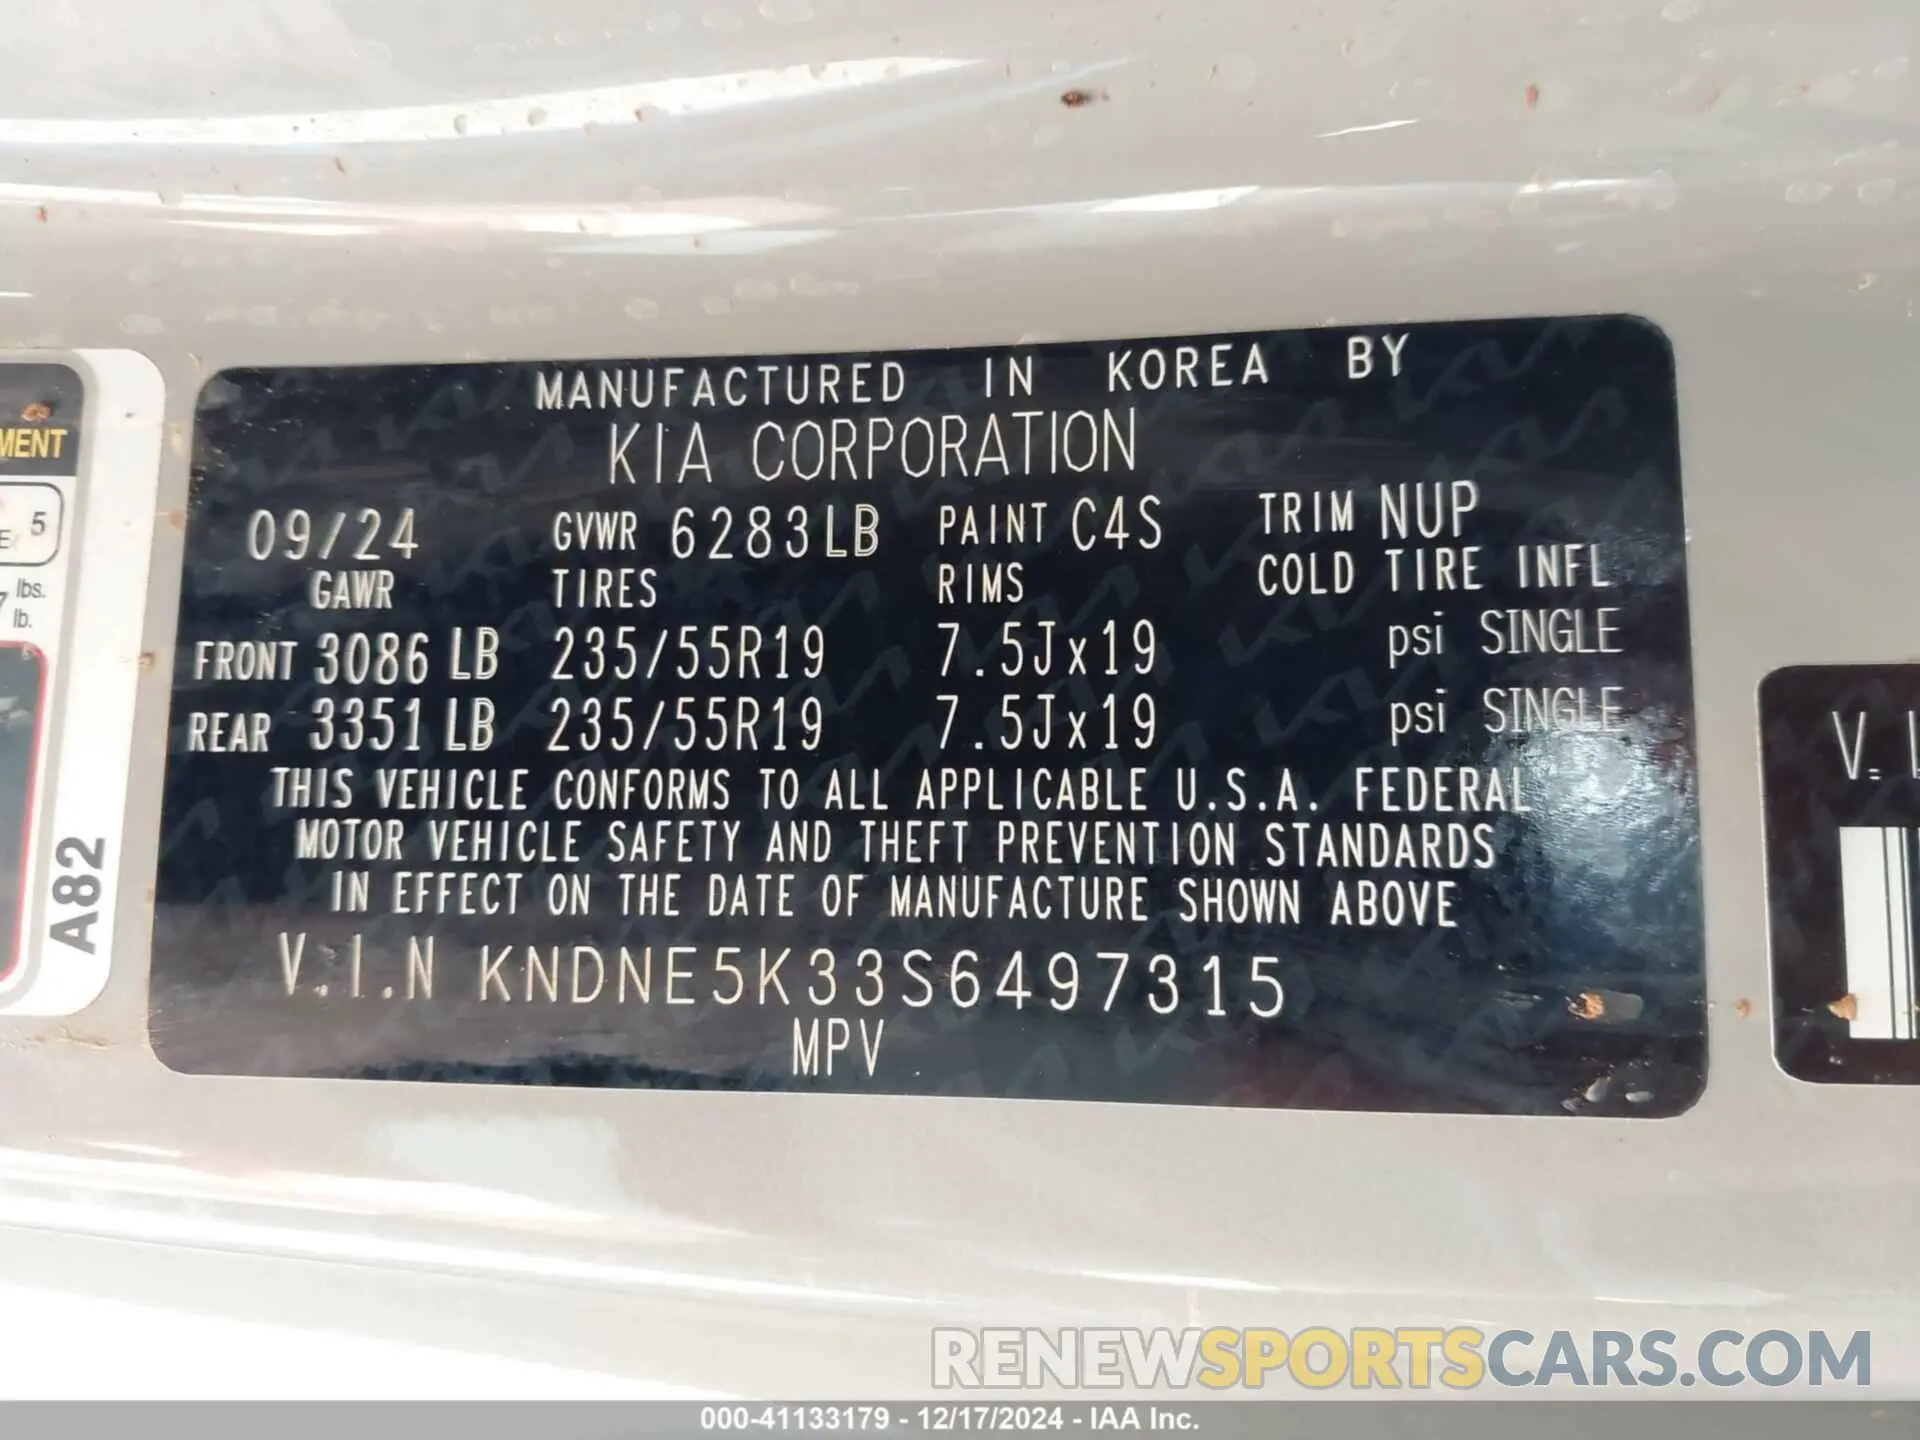 MANUFACTURED IN KOREA BY
KIA CORPORATION
09/24 GVWR 6283LB PAINT C4S TRIM NUP
GAWR TIRES RIMS COLD TIRE INFL
FRONT 3086 LB 235/55R19 7.5Jx19 psi SINGLE
REAR 3351 LB 235/55R19 7.5Jx19 psi SINGLE
THIS VEHICLE CONFORMS TO ALL APPLICABLE U.S.A. FEDERAL
MOTOR VEHICLE SAFETY AND THEFT PREVENTION STANDARDS
IN EFFECT ON THE DATE OF MANUFACTURE SHOWN ABOVE
V.I.N KNDNE5K33S6497315
MPV
MENT
5
lbs.
lb.
A82
V.
RENEWSPORTSCARS.COM
000-41133179 - 12/17/2024 - IAA Inc.